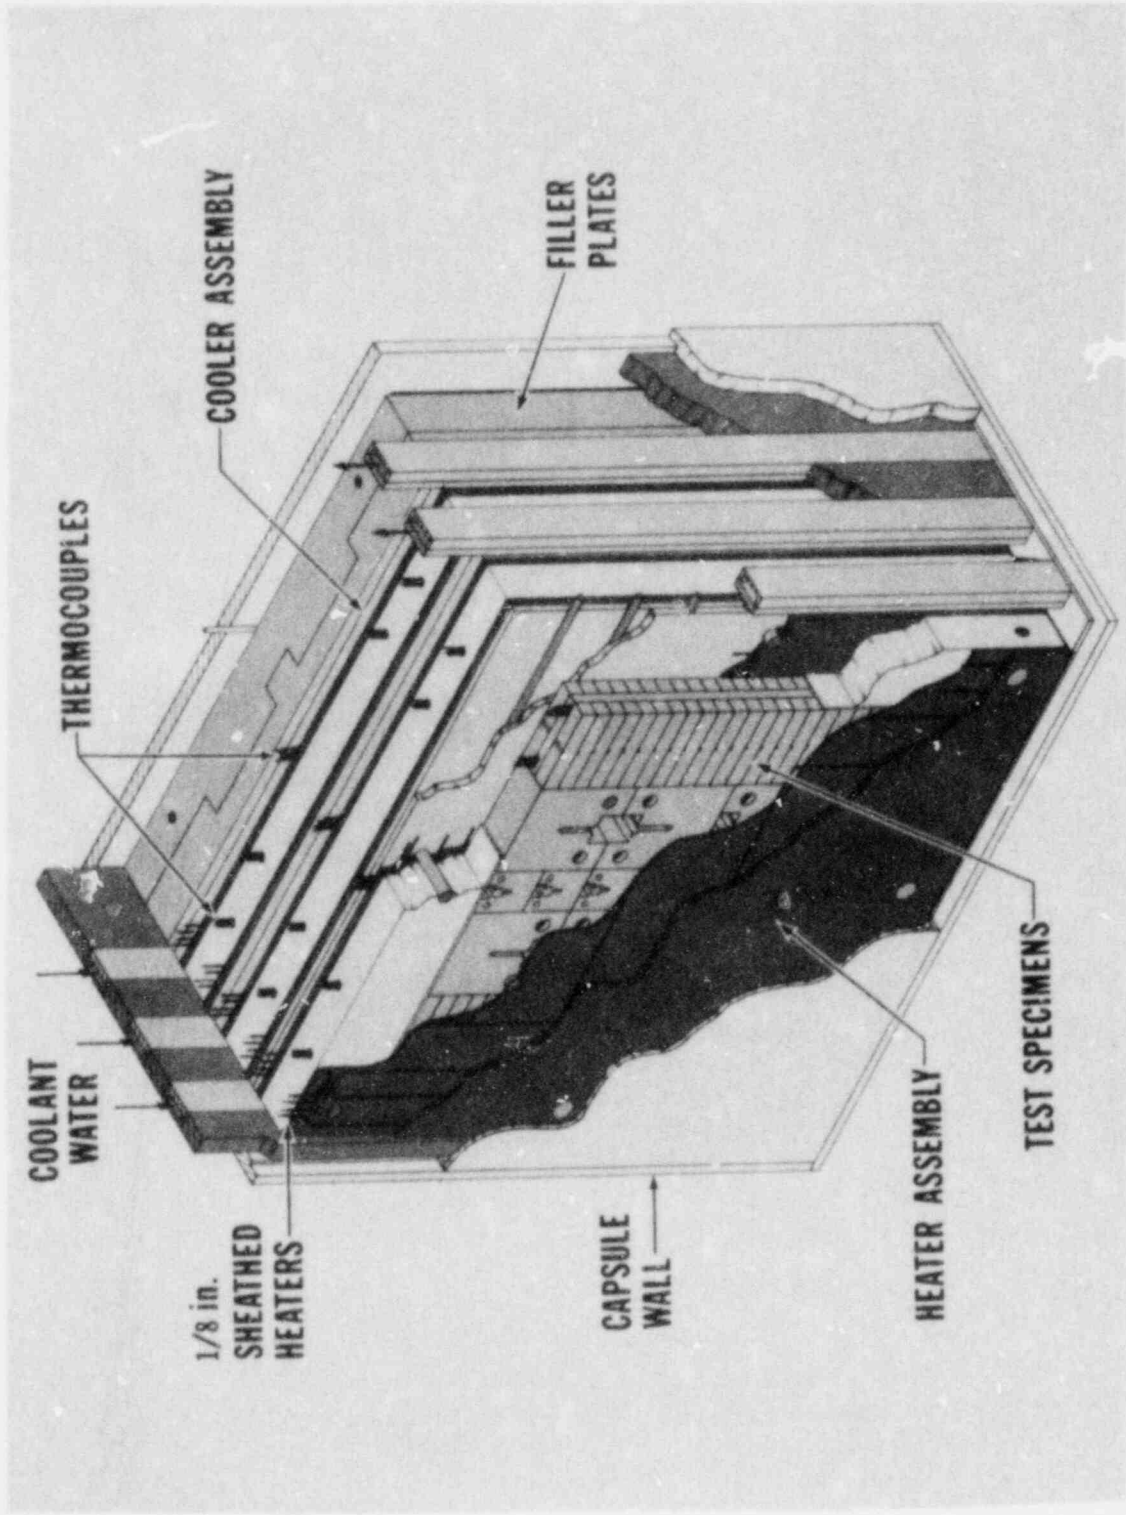 COOLANT
WATER
THERMOCOUPLES
COOLER ASSEMBLY
1/8 in.
SHEATHED
HEATERS
FILLER
PLATES
CAPSULE
WALL
HEATER ASSEMBLY
TEST SPECIMENS